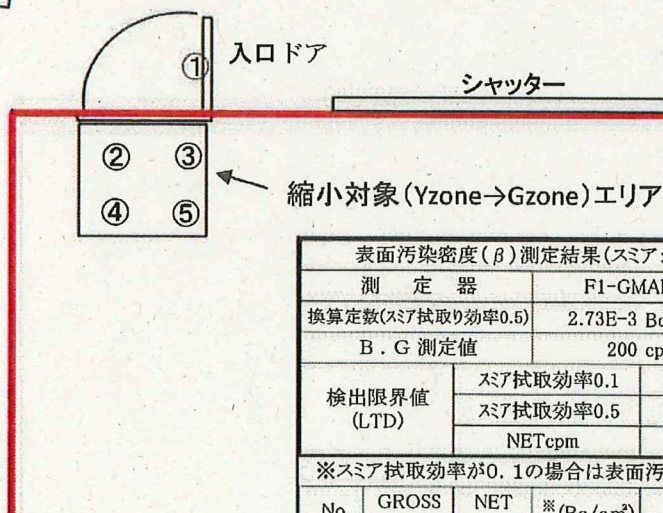 入口ドア
①
シャッター
② ③
④ ⑤
縮小対象(Yzone→Gzone)エリア
表面汚染密度(β)測定結果(スミア
測 定 器 F1-GMA
換算定数(スミア拭取り効率0.5) 2.73E-3
B.G 測定値 200
検出限界値
(LTD)
スミア拭取効率0.1
スミア拭取効率0.5
NETcpm
※スミア拭取効率が0.1の場合は表面汚
No GROSS NET ※(Bq/cm²)